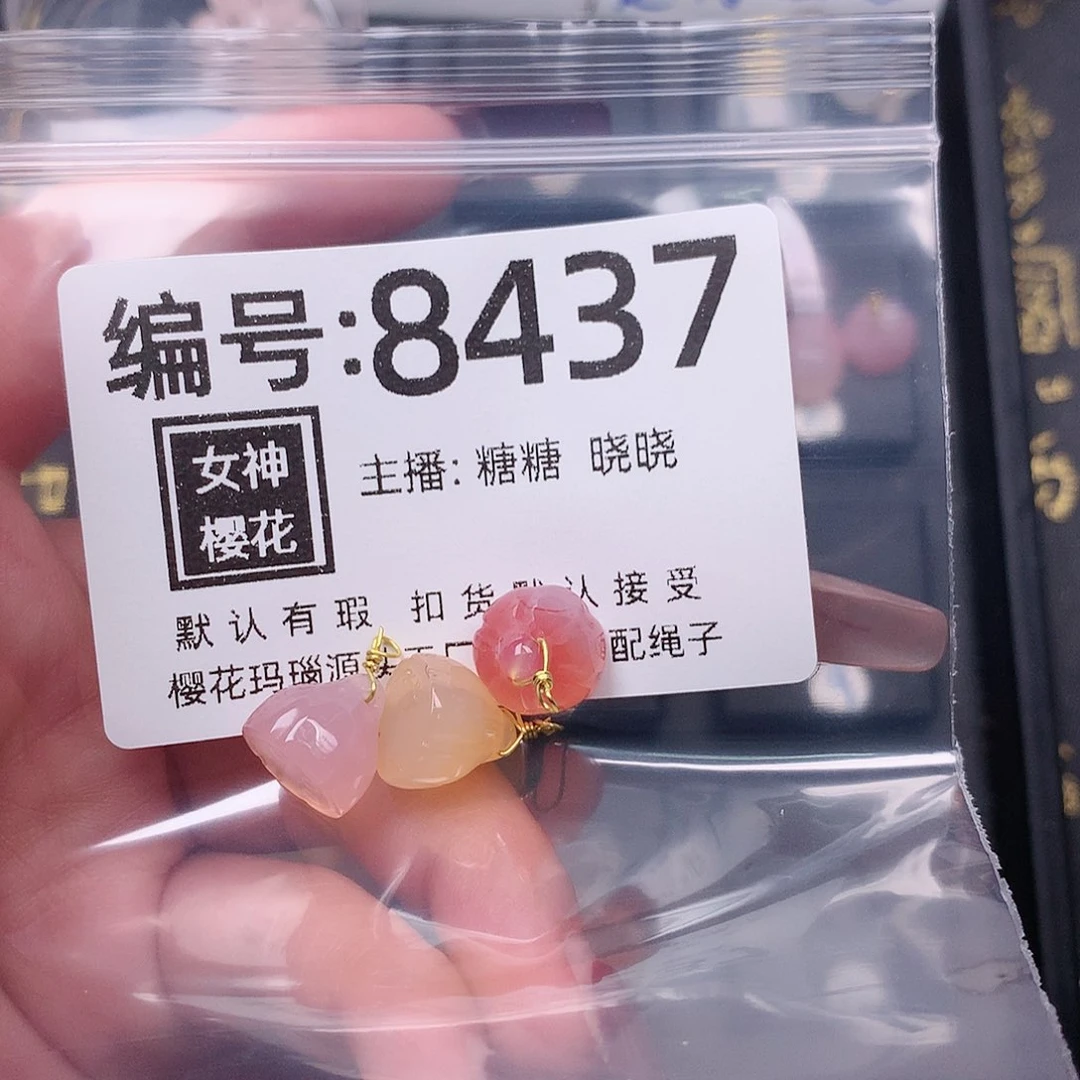 编号:8437
女神
樱花
主播: 糖糖 晓晓
默认有瑕 扣货默认接受
樱花玛瑙源 配绳子